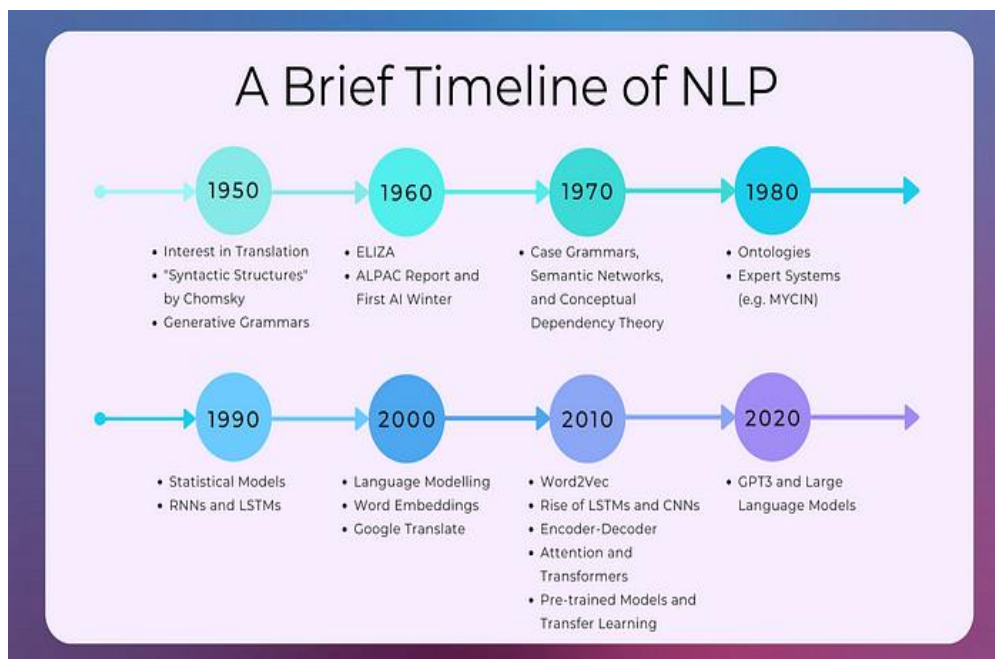 A Brief Timeline of NLP
1950
1960
1970
1980
• Interest in Translation
• "Syntactic Structures"
by Chomsky
• Generative Grammars
• ELIZA
• ALPAC Report and
First AI Winter
• Case Grammars,
Semantic Networks,
and Conceptual
Dependency Theory
• Ontologies
• Expert Systems
(e.g. MYCIN)
1990
2000
2010
2020
• Statistical Models
• RNNs and LSTMs
• Language Modelling
• Word Embeddings
• Google Translate
• Word2Vec
• Rise of LSTMs and CNNs
• Encoder-Decoder
• Attention and
Transformers
• Pre-trained Models and
Transfer Learning
• GPT3 and Large
Language Models